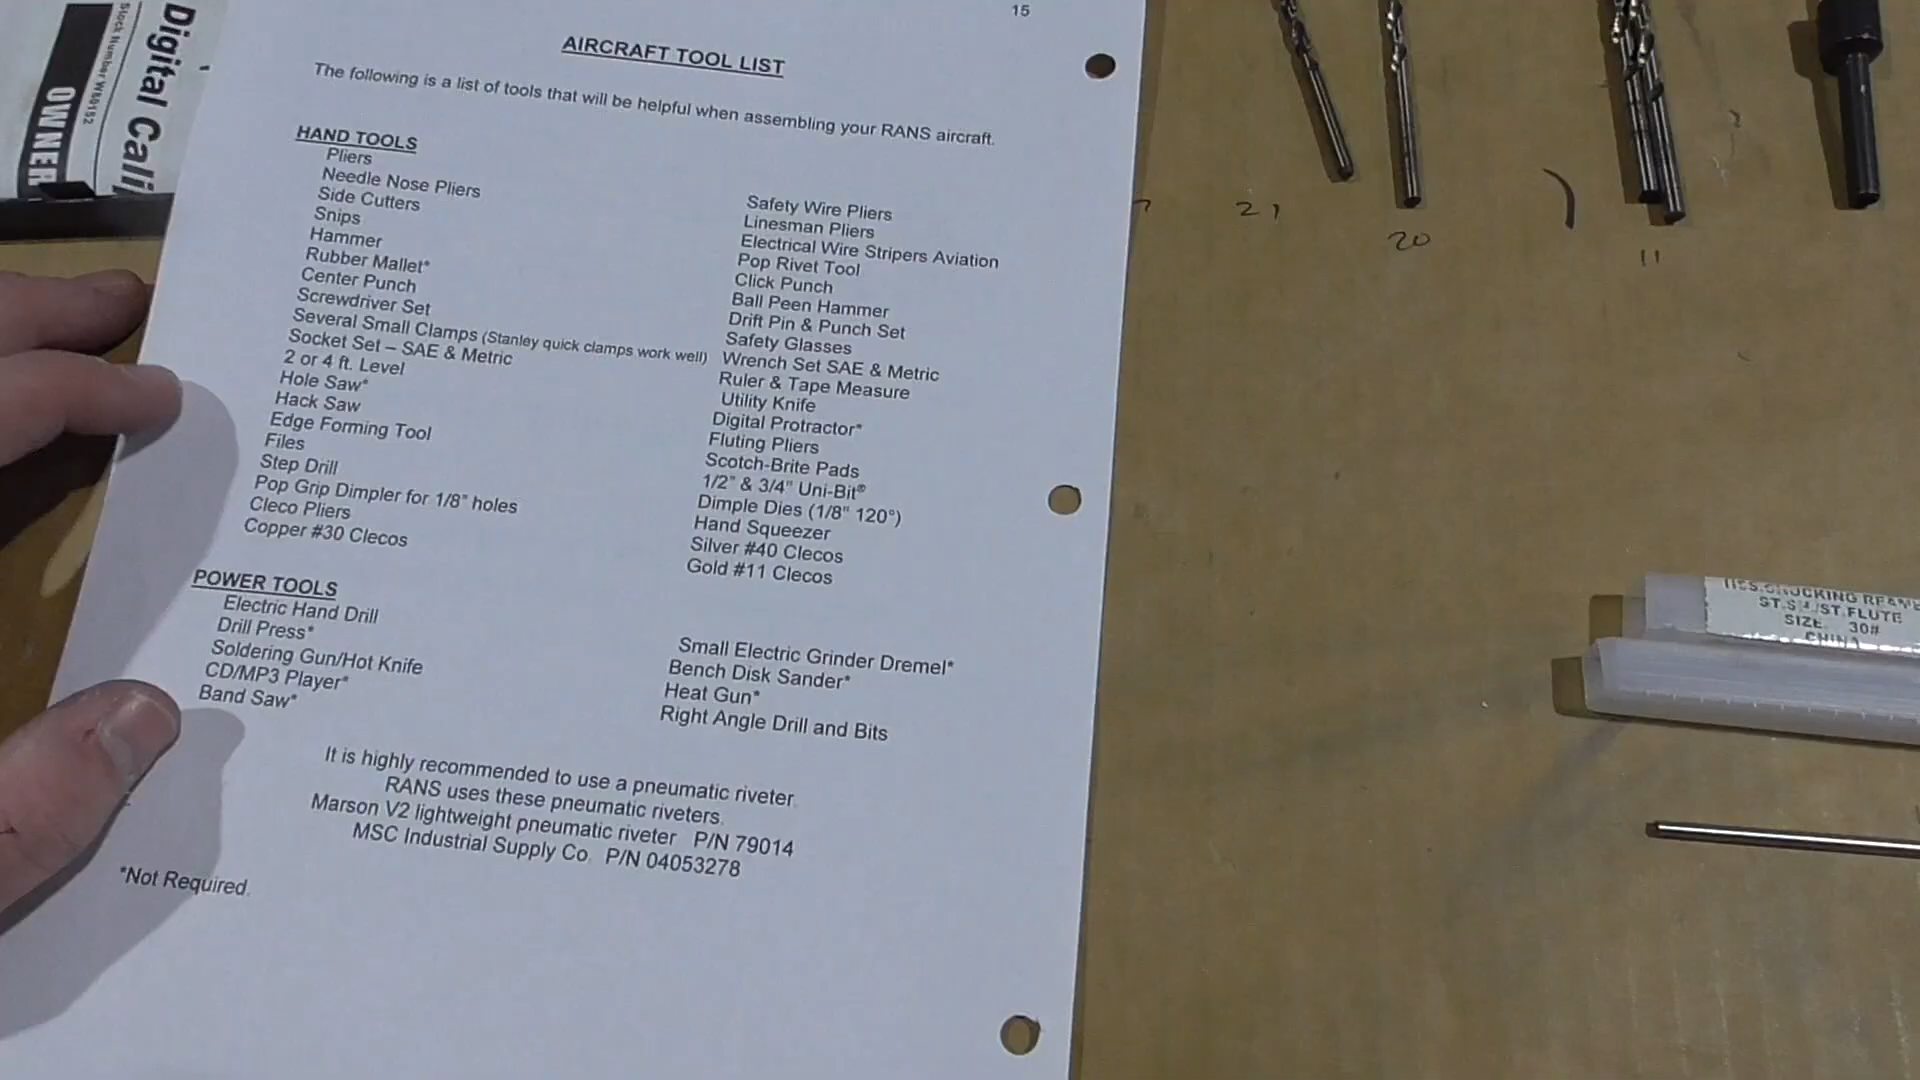 15
AIRCRAFT TOOL LIST
The following is a list of tools that will be helpful when assembling your RANS aircraft.
HAND TOOLS
Pliers
Needle Nose Pliers
Side Cutters
Snips
Hammer
Rubber Mallet*
Center Punch
Screwdriver Set
Several Small Clamps (Stanley quick clamps work well)
Socket Set – SAE & Metric
2 or 4 ft. Level
Hole Saw*
Hack Saw
Edge Forming Tool
Files
Step Drill
Pop Grip Dimpler for 1/8" holes
Cleco Pliers
Copper #30 Clecos
Safety Wire Pliers
Linesman Pliers
Electrical Wire Stripers Aviation
Pop Rivet Tool
Click Punch
Ball Peen Hammer
Drift Pin & Punch Set
Safety Glasses
Wrench Set SAE & Metric
Ruler & Tape Measure
Utility Knife
Digital Protractor*
Fluting Pliers
Scotch-Brite Pads
1/2" & 3/4" Uni-Bit®
Dimple Dies (1/8" 120°)
Hand Squeezer
Silver #40 Clecos
Gold #11 Clecos
POWER TOOLS
Electric Hand Drill
Drill Press*
Soldering Gun/Hot Knife
CD/MP3 Player*
Band Saw*
Small Electric Grinder Dremel*
Bench Disk Sander*
Heat Gun*
Right Angle Drill and Bits
It is highly recommended to use a pneumatic riveter.
RANS uses these pneumatic riveters.
Marson V2 lightweight pneumatic riveter P/N 79014
MSC Industrial Supply Co. P/N 04053278
*Not Required.
Digital Cali
Stock Number W80152
OWNER
21
20
11
ST.S
/ST.FLUTE
SIZE 30#
CHINA